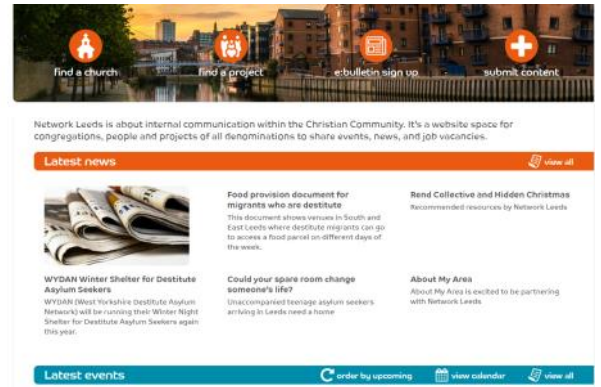 find a church
find a project
e:bulletin sign up
submit content
Network Leeds is about internal communication within the Christian Community. It's a website space for
congregations, people and projects of all denominations to share events, news, and job vacancies.
Latest news
view all
Food provision document for
migrants who are destitute
This document shows venues in South and
East Leeds where destitute migrants can go
to access a food parcel on different days of
the week.
Rend Collective and Hidden Christmas
Recommended resources by Network Leeds
WYDAN Winter Shelter for Destitute
Asylum Seekers
WYDAN (West Yorkshire Destitute Asylum
Network) will be running their Winter Night
Shelter for Destitute Asylum Seekers again
this year.
Could your spare room change
someone's life?
Unaccompanied teenage asylum seekers
arriving in Leeds need a home
About My Area
About My Area is excited to be partnering
with Network Leeds
Latest events
order by upcoming
view calendar
view all